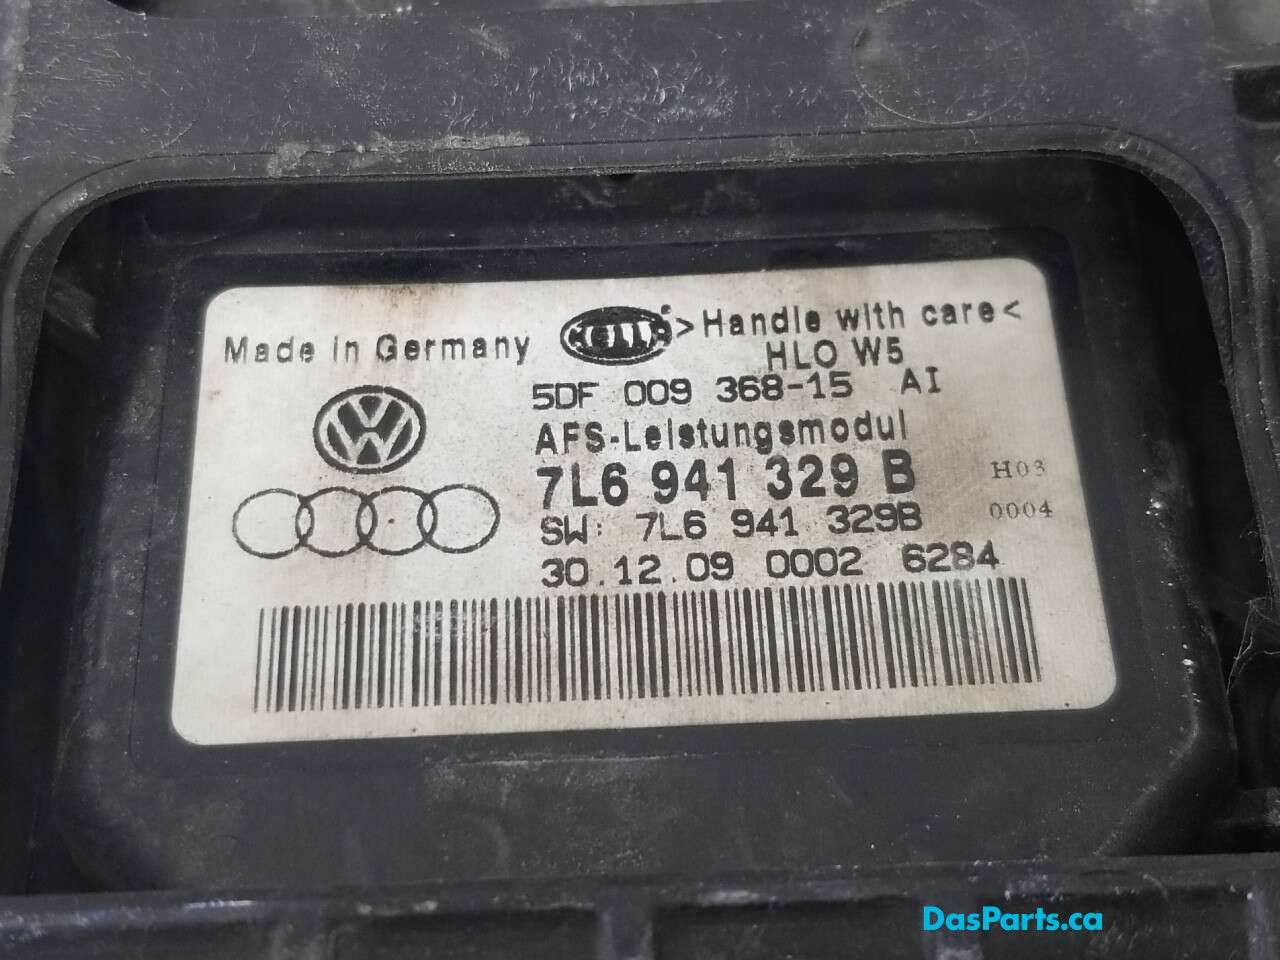 Made in Germany
HELLA
>Handle with care<
HLO W5
5DF 009 368-15 AI
AFS-Leistungsmodul
7L6 941 329 B
H03
SW: 7L6 941 329B
0004
30.12.09 0002 6284
DasParts.ca